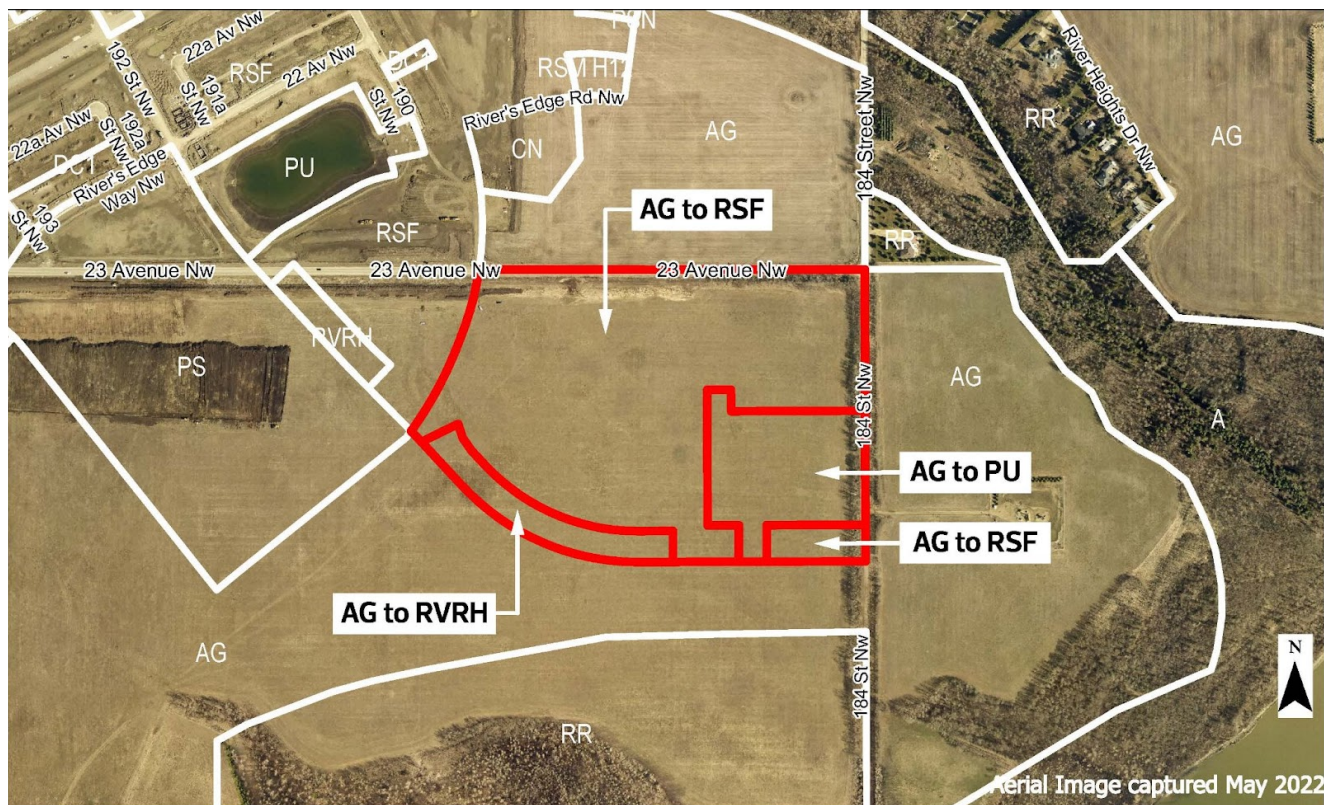 22a Av Nw
RSF
22 Av Nw
192 St Nw
191a
St Nw
DC1
190
St Nw
PSN
RSM H12
River's Edge Rd Nw
CN
AG
184 Street Nw
River Heights Dr Nw
RR
AG
22a Av Nw
192a
St Nw
DC1
River's Edge
Way Nw
193
St Nw
PU
RSF
AG to RSF
RR
23 Avenue Nw
23 Avenue Nw
23 Avenue Nw
RVRH
PS
AG
184 St Nw
A
AG to PU
AG to RSF
AG to RVRH
AG
184 St Nw
RR
N
Aerial Image captured May 2022